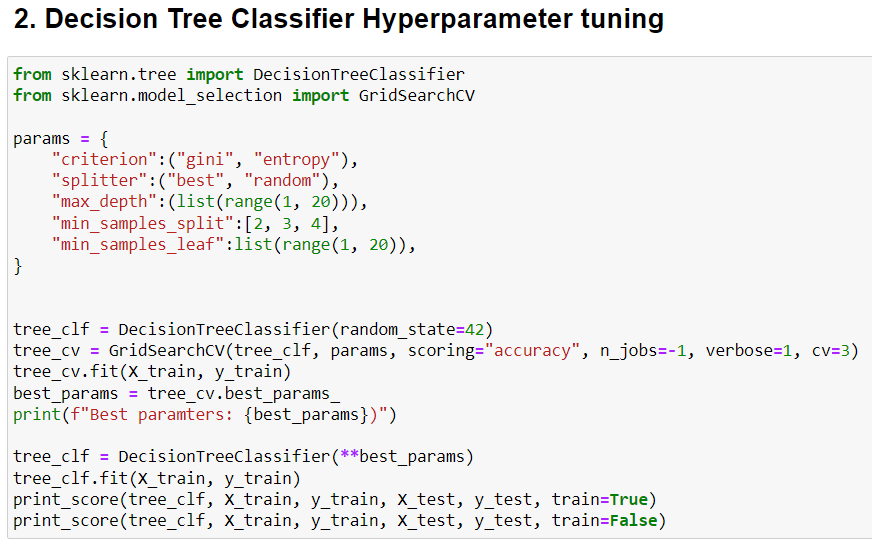 2. Decision Tree Classifier Hyperparameter tuning
from sklearn.tree import DecisionTreeClassifier
from sklearn.model_selection import GridSearchCV
params = {
    "criterion":("gini", "entropy"),
    "splitter":("best", "random"),
    "max_depth":(list(range(1, 20))),
    "min_samples_split":[2, 3, 4],
    "min_samples_leaf":list(range(1, 20)),
}
tree_clf = DecisionTreeClassifier(random_state=42)
tree_cv = GridSearchCV(tree_clf, params, scoring="accuracy", n_jobs=-1, verbose=1, cv=3)
tree_cv.fit(X_train, y_train)
best_params = tree_cv.best_params_
print(f"Best paramters: {best_params})")
tree_clf = DecisionTreeClassifier(**best_params)
tree_clf.fit(X_train, y_train)
print_score(tree_clf, X_train, y_train, X_test, y_test, train=True)
print_score(tree_clf, X_train, y_train, X_test, y_test, train=False)